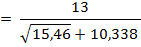 = 13 / √15,46 + 10,338